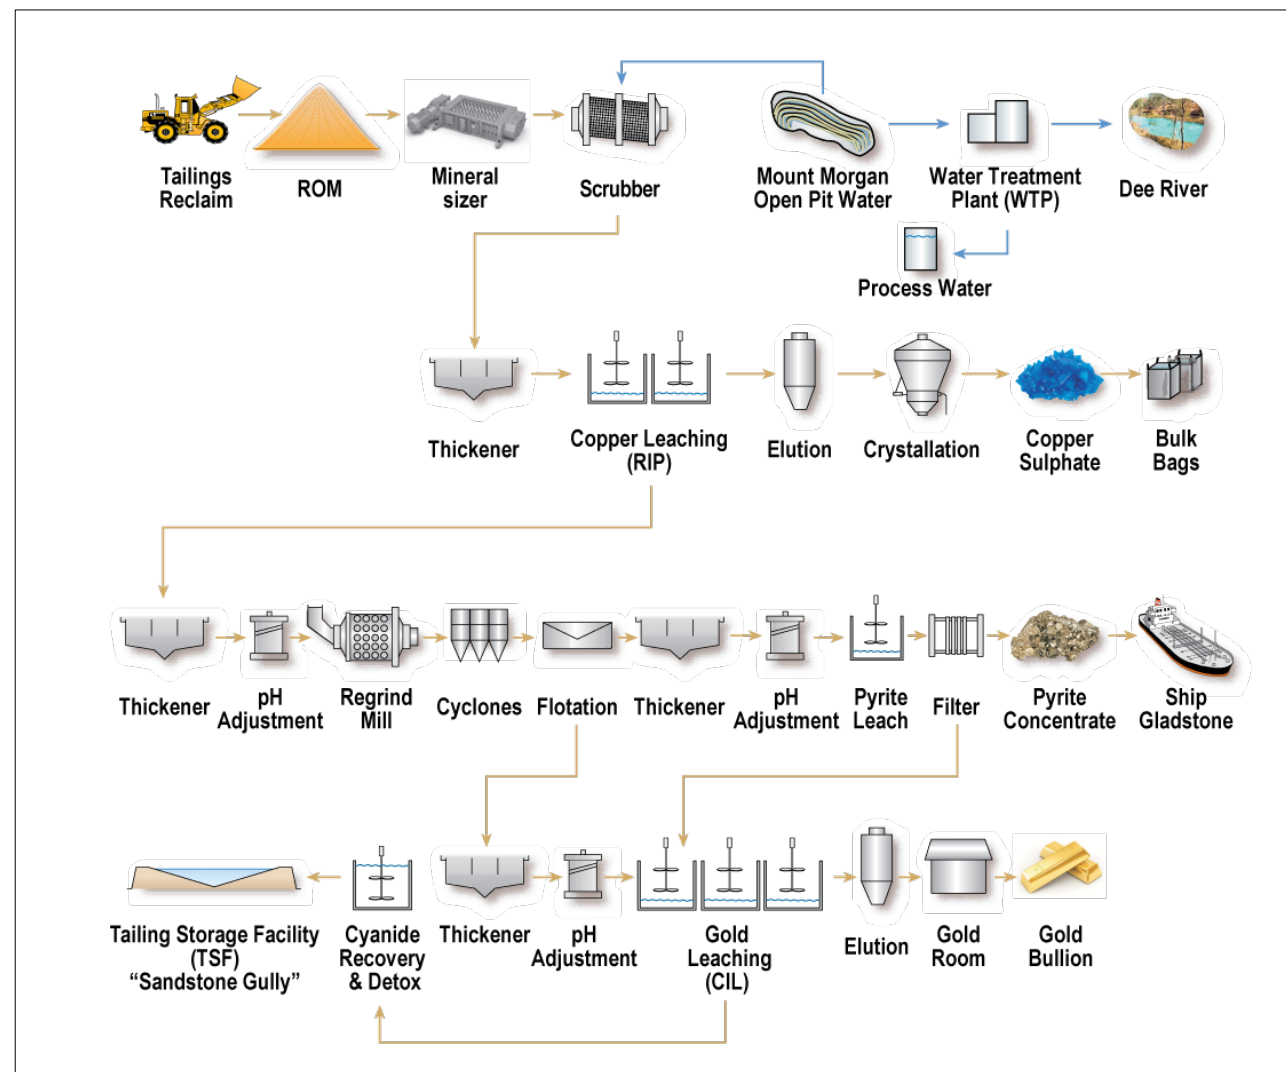 Tailings
Reclaim
ROM
Mineral
sizer
Scrubber
Mount Morgan
Open Pit Water
Water Treatment
Plant (WTP)
Dee River
Process Water
Thickener
Copper Leaching
(RIP)
Elution
Crystallation
Copper
Sulphate
Bulk
Bags
Thickener
pH
Adjustment
Regrind
Mill
Cyclones
Flotation
Thickener
pH
Adjustment
Pyrite
Leach
Filter
Pyrite
Concentrate
Ship
Gladstone
Tailing Storage Facility
(TSF)
“Sandstone Gully”
Cyanide
Recovery
& Detox
Thickener
pH
Adjustment
Gold
Leaching
(CIL)
Elution
Gold
Room
Gold
Bullion